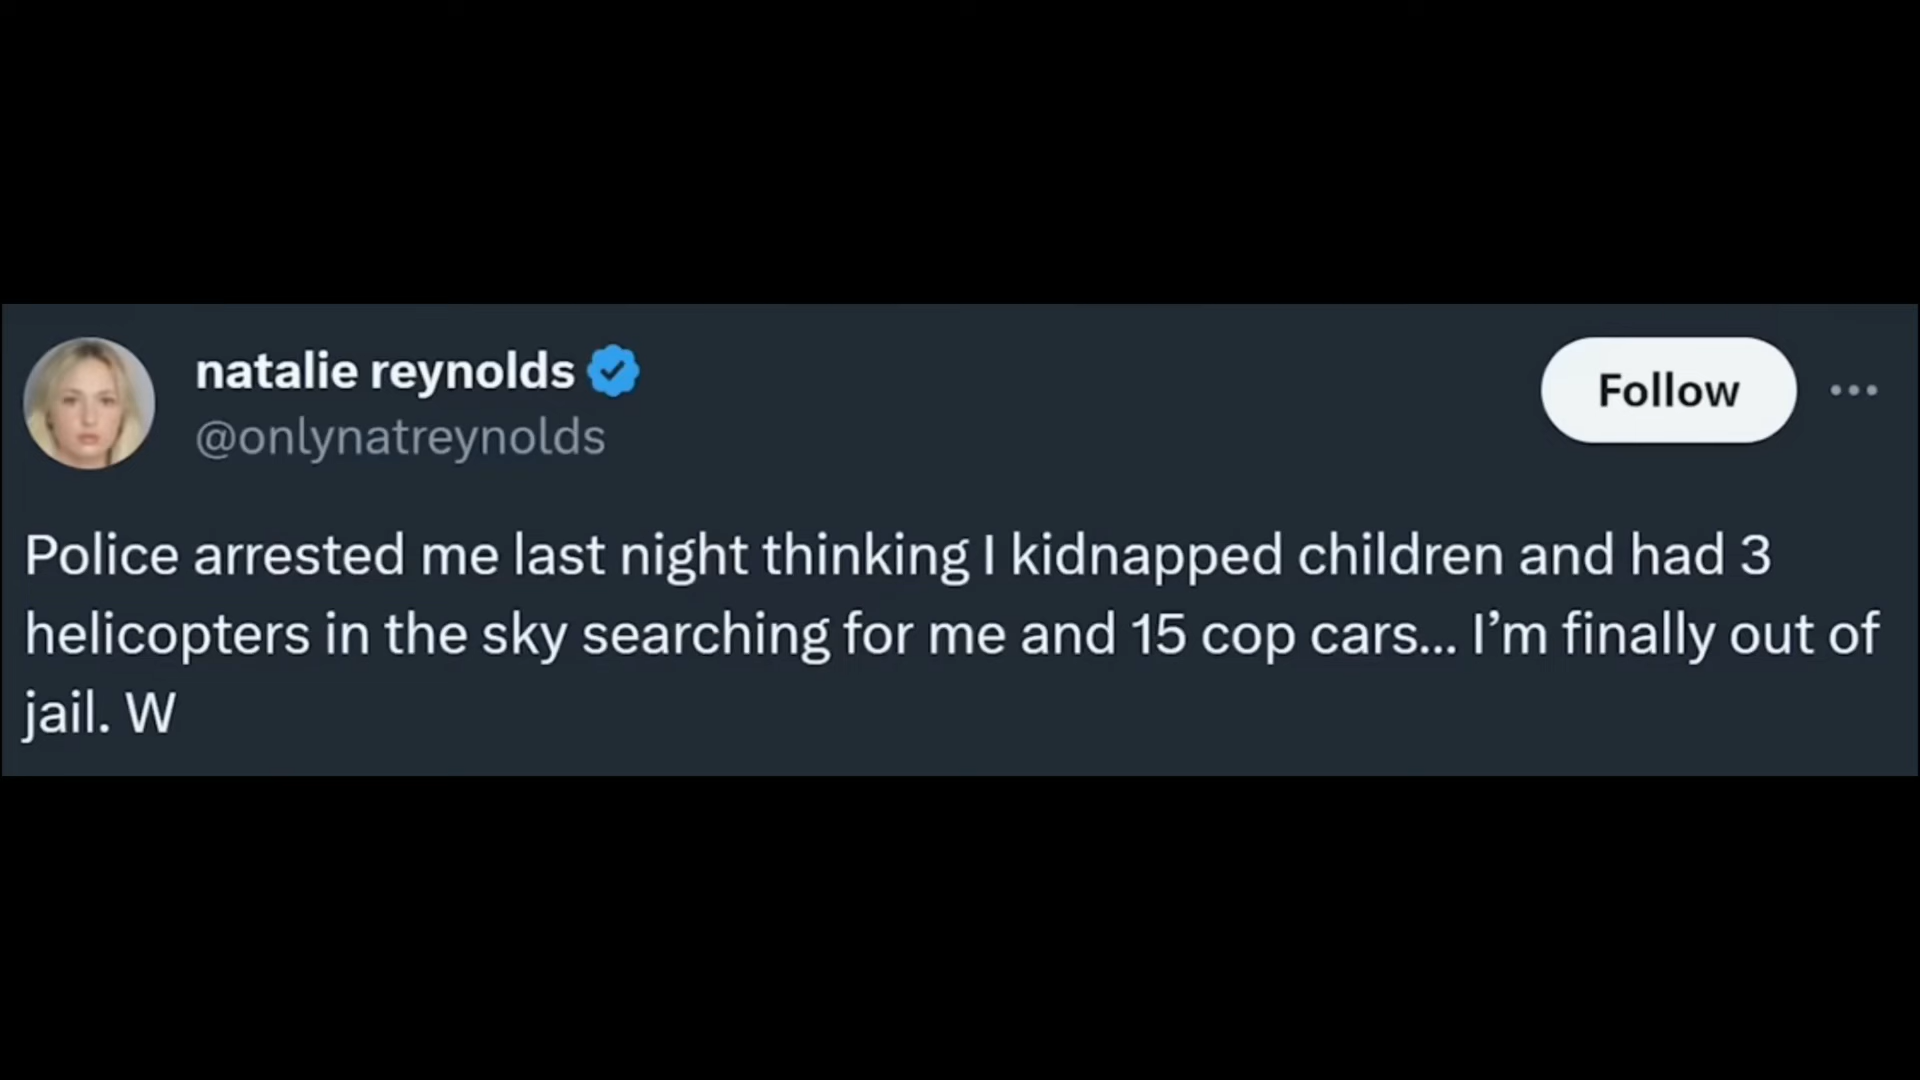 natalie reynolds
@onlynatreynolds
Follow
Police arrested me last night thinking I kidnapped children and had 3
helicopters in the sky searching for me and 15 cop cars... I’m finally out of
jail. W